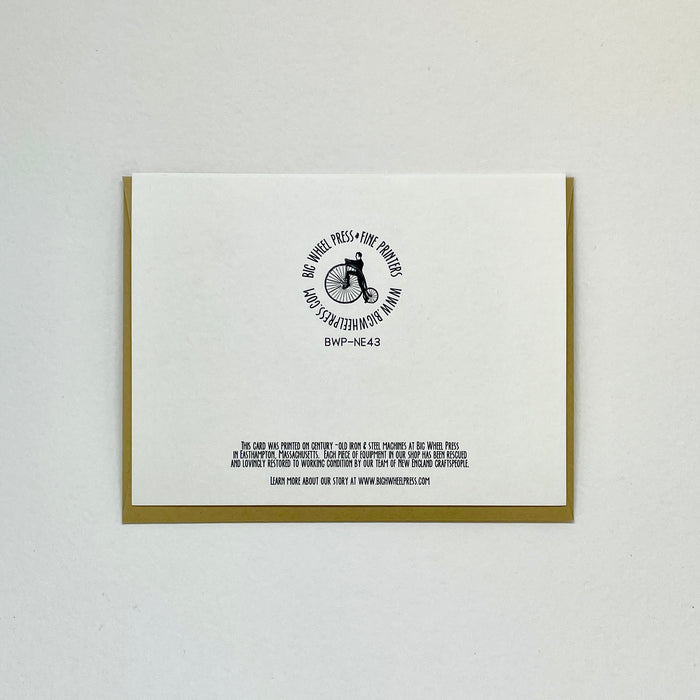 BIG WHEEL PRESS • FINE PRINTERS WWW.BIGWHEELPRESS.COM
BWP-NE43
THIS CARD WAS PRINTED ON CENTURY -OLD IRON & STEEL MACHINES AT BIG WHEEL PRESS
IN EASTHAMPTON, MASSACHUSETTS. EACH PIECE OF EQUIPMENT IN OUR SHOP HAS BEEN RESCUED
AND LOVINGLY RESTORED TO WORKING CONDITION BY OUR TEAM OF NEW ENGLAND CRAFTSPEOPLE.
LEARN MORE ABOUT OUR STORY AT WWW.BIGHWHEELPRESS.COM